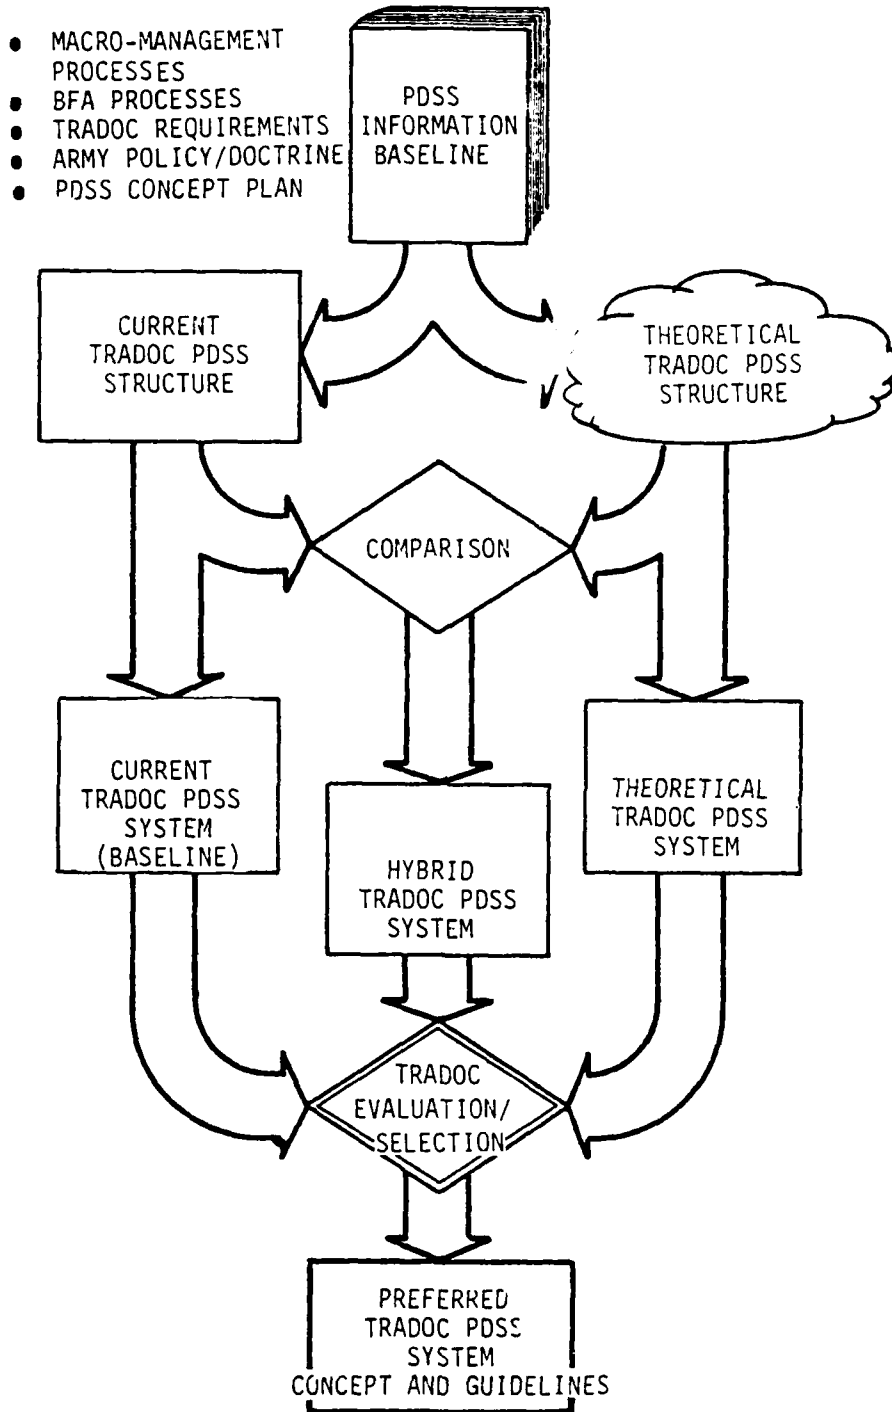 ● MACRO-MANAGEMENT
PROCESSES
● BFA PROCESSES
● TRADOC REQUIREMENTS
● ARMY POLICY/DOCTRINE
● PDSS CONCEPT PLAN
PDSS
INFORMATION
BASELINE
CURRENT
TRADOC PDSS
STRUCTURE
THEORETICAL
TRADOC PDSS
STRUCTURE
COMPARISON
CURRENT
TRADOC PDSS
SYSTEM
(BASELINE)
HYBRID
TRADOC PDSS
SYSTEM
THEORETICAL
TRADOC PDSS
SYSTEM
TRADOC
EVALUATION/
SELECTION
PREFERRED
TRADOC PDSS
SYSTEM
CONCEPT AND GUIDELINES